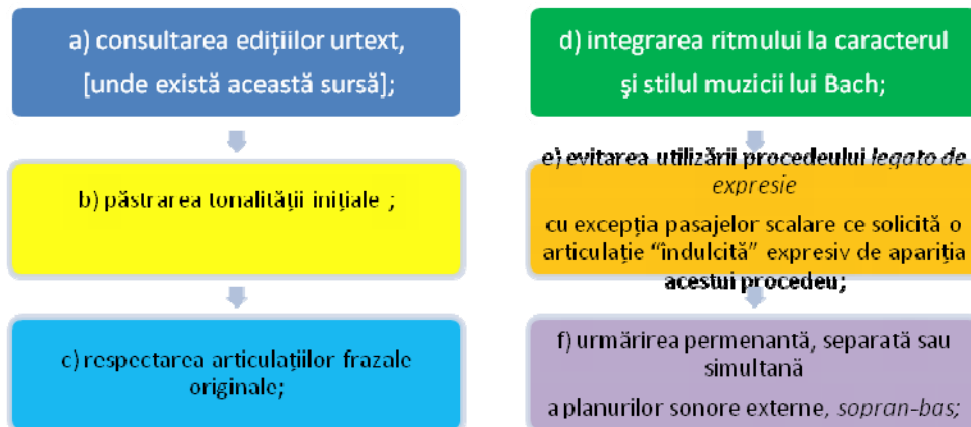 a) consultarea edițiilor urtext,
[unde există această sursă];
b) păstrarea tonalității inițiale ;
c) respectarea articulațiilor frazale
originale;
d) integrarea ritmului la caracterul
și stilul muzicii lui Bach;
e) evitarea utilizării procedeului legato de
expresie
cu excepția pasajelor scalare ce solicită o
articulație “îndulcită” expresiv de apariția
acestui procedeu;
f) urmărirea permenantă, separată sau
simultană
a planurilor sonore externe, sopran-bas;